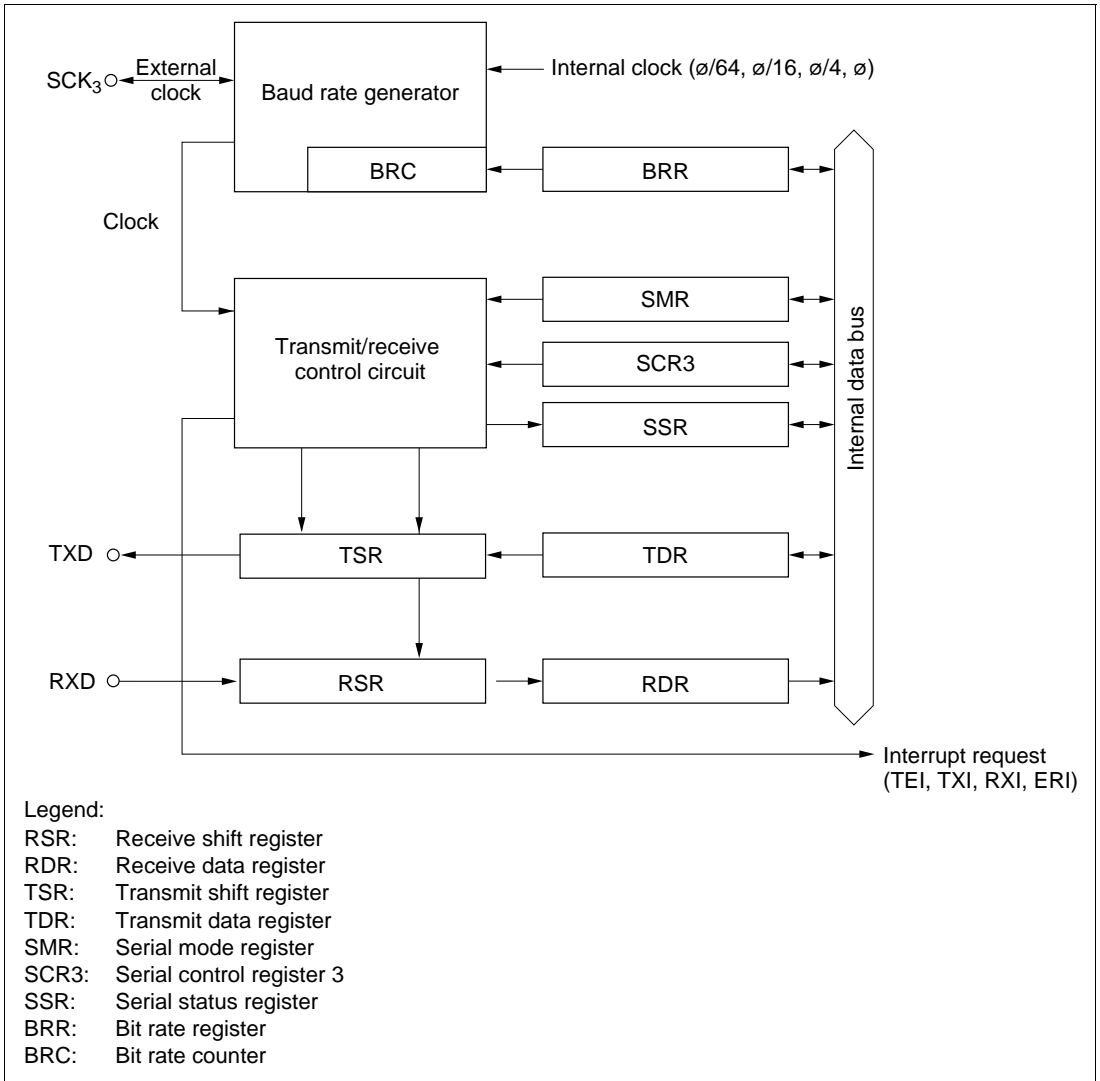 SCK3
External
clock
Baud rate generator
Internal clock (ø/64, ø/16, ø/4, ø)
BRC
BRR
Clock
Transmit/receive
control circuit
SMR
SCR3
SSR
Internal data bus
TXD
TSR
TDR
RXD
RSR
RDR
Interrupt request
(TEI, TXI, RXI, ERI)
Legend:
RSR: Receive shift register
RDR: Receive data register
TSR: Transmit shift register
TDR: Transmit data register
SMR: Serial mode register
SCR3: Serial control register 3
SSR: Serial status register
BRR: Bit rate register
BRC: Bit rate counter